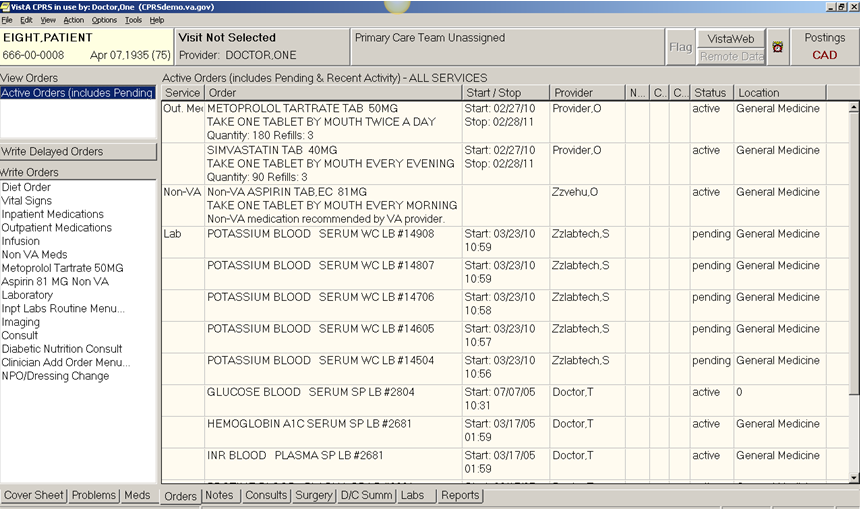 VistA CPRS in use by: Doctor,One (CPRSdemo.va.gov)
File Edit View Action Options Tools Help
EIGHT,PATIENT
666-00-0008 Apr 07,1935 (75)
Visit Not Selected
Provider: DOCTOR,ONE
Primary Care Team Unassigned
Flag
VistaWeb
Remote Data
Postings
CAD
View Orders
Active Orders (includes Pending
Write Delayed Orders
Write Orders
Diet Order
Vital Signs
Inpatient Medications
Outpatient Medications
Infusion
Non VA Meds
Metoprolol Tartrate 50MG
Aspirin 81 MG Non VA
Laboratory
Inpt Labs Routine Menu...
Imaging
Consult
Diabetic Nutrition Consult
Clinician Add Order Menu...
NPO/Dressing Change
Active Orders (includes Pending & Recent Activity) - ALL SERVICES
Service Order Start / Stop Provider N... C... C... Status Location
Out. Me METOPROLOL TARTRATE TAB 50MG Start: 02/27/10 Provider,O active General Medicine
TAKE ONE TABLET BY MOUTH TWICE A DAY Stop: 02/28/11
Quantity: 180 Refills: 3
SIMVASTATIN TAB 40MG Start: 02/27/10 Provider,O active General Medicine
TAKE ONE TABLET BY MOUTH EVERY EVENING Stop: 02/28/11
Quantity: 90 Refills: 3
Non-VA Non-VA ASPIRIN TAB,EC 81MG Zzvehu,O active General Medicine
TAKE ONE TABLET BY MOUTH EVERY MORNING
Non-VA medication recommended by VA provider.
Lab POTASSIUM BLOOD SERUM WC LB #14908 Start: 03/23/10 Zzlabtech,S pending General Medicine
10:59
POTASSIUM BLOOD SERUM WC LB #14807 Start: 03/23/10 Zzlabtech,S pending General Medicine
10:59
POTASSIUM BLOOD SERUM WC LB #14706 Start: 03/23/10 Zzlabtech,S pending General Medicine
10:58
POTASSIUM BLOOD SERUM WC LB #14605 Start: 03/23/10 Zzlabtech,S pending General Medicine
10:57
POTASSIUM BLOOD SERUM WC LB #14504 Start: 03/23/10 Zzlabtech,S pending General Medicine
10:56
GLUCOSE BLOOD SERUM SP LB #2804 Start: 07/07/05 Doctor,T active 0
10:31
HEMOGLOBIN A1C SERUM SP LB #2681 Start: 03/17/05 Doctor,T active General Medicine
01:59
INR BLOOD PLASMA SP LB #2681 Start: 03/17/05 Doctor,T active General Medicine
01:59
Cover Sheet Problems Meds Orders Notes Consults Surgery D/C Summ Labs Reports